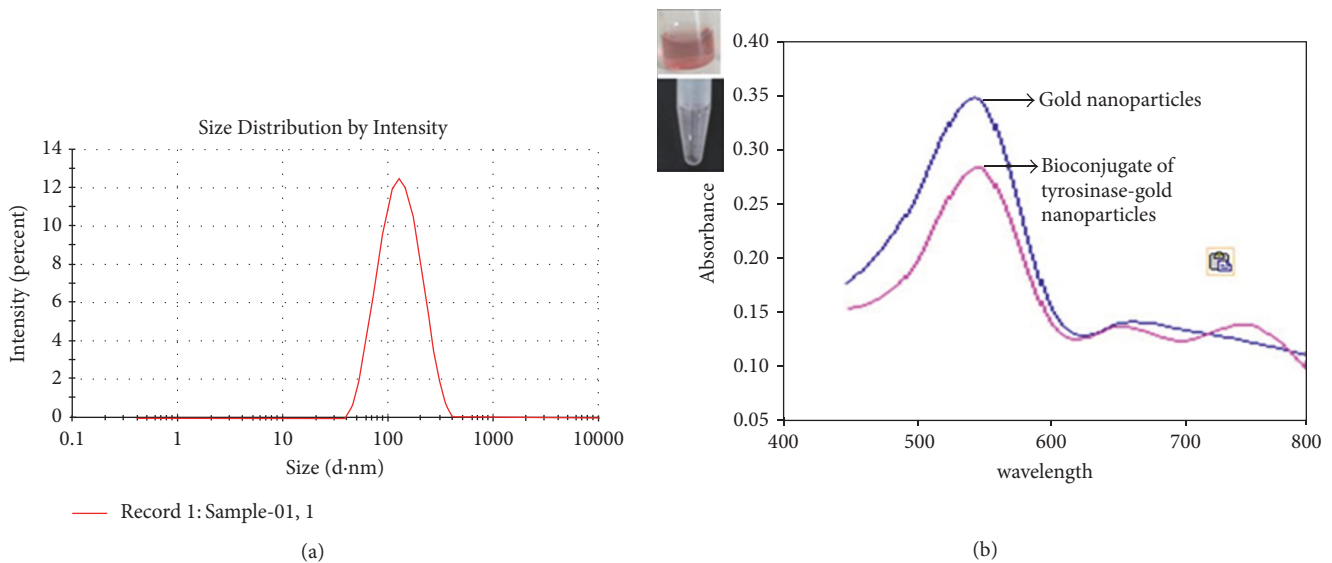 Size Distribution by Intensity
14
12
10
8
6
4
2
0
0.1
1
10
100
1000
10000
Intensity (percent)
Size (d·nm)
Record 1: Sample-01, 1
(a)
0.40
0.35
0.30
0.25
0.20
0.15
0.10
0.05
400
500
600
700
800
Absorbance
wavelength
Gold nanoparticles
Bioconjugate of
tyrosinase-gold
nanoparticles
(b)